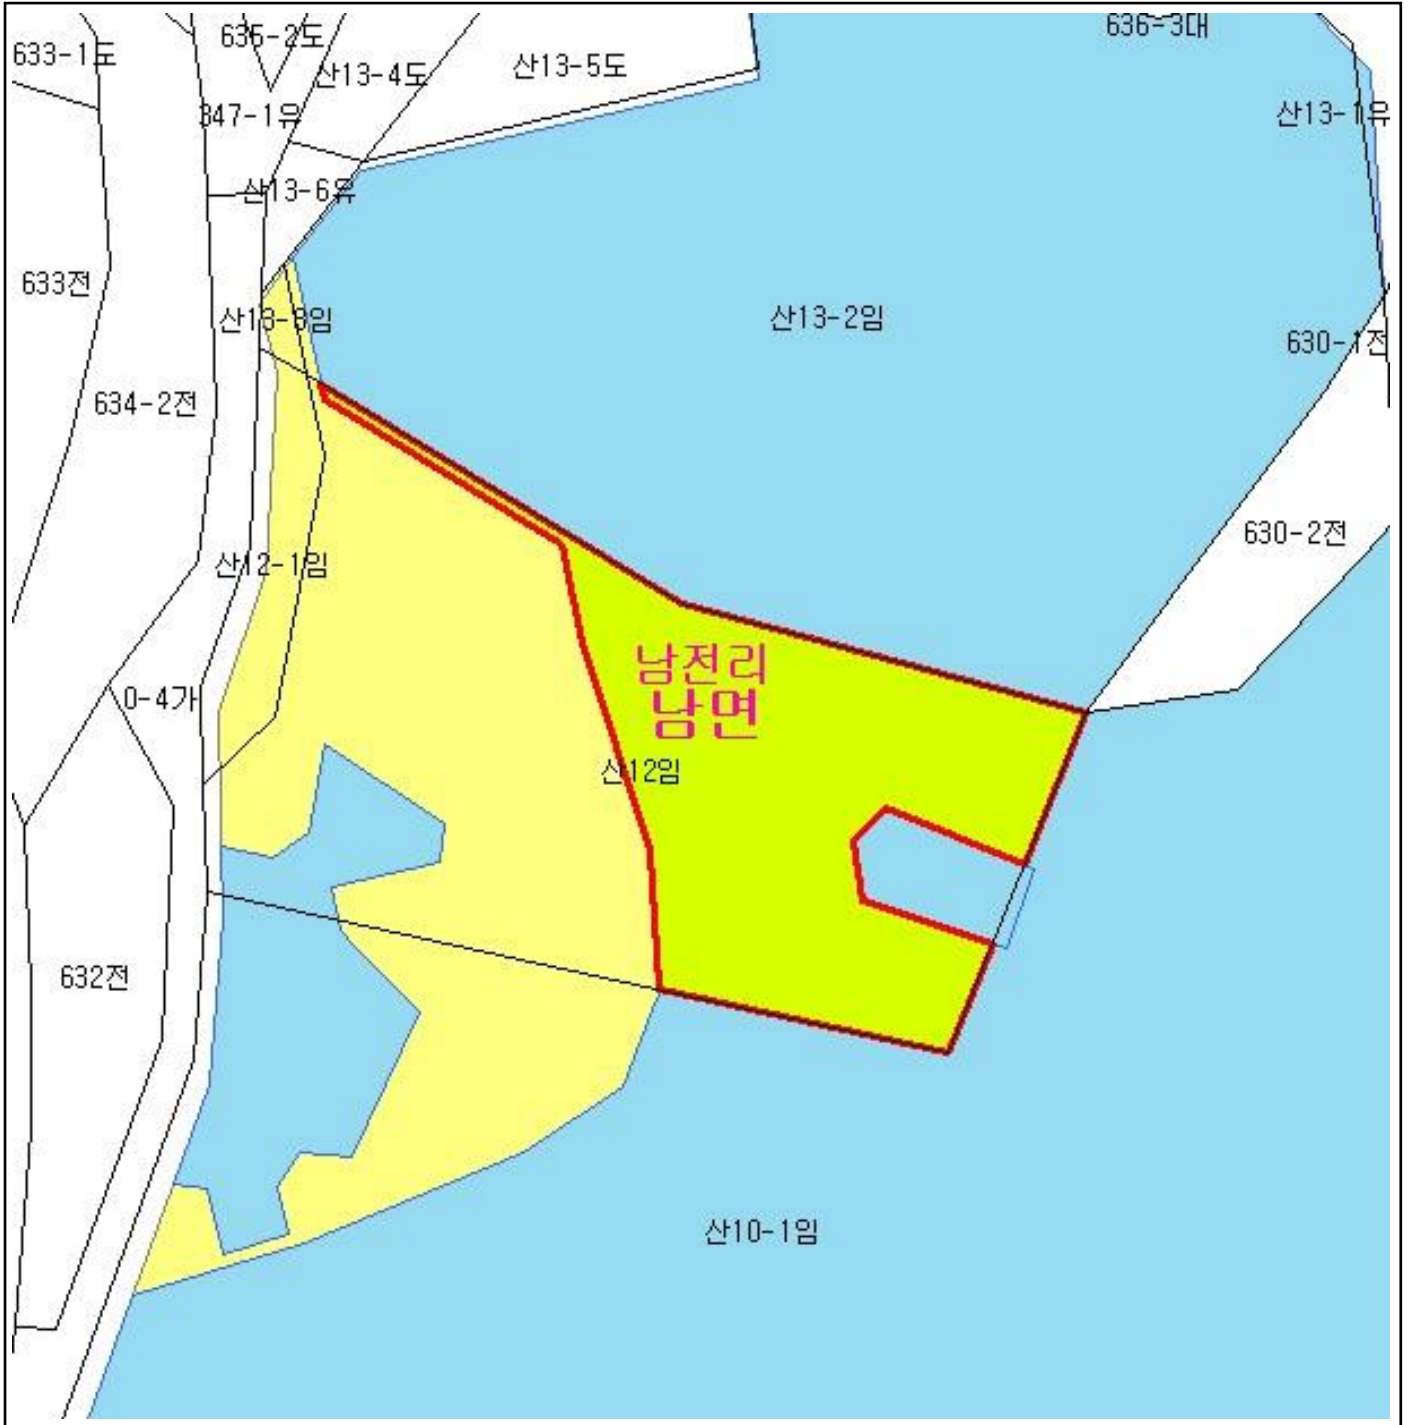 636-3대
635-2도
633-1도
산13-4도
산13-5도
347-1유
산13-1유
산13-6유
633전
산13-2임
630-1전
634-2전
630-2전
산12-1임
남전리
남면
0-4가
산12임
632전
산10-1임